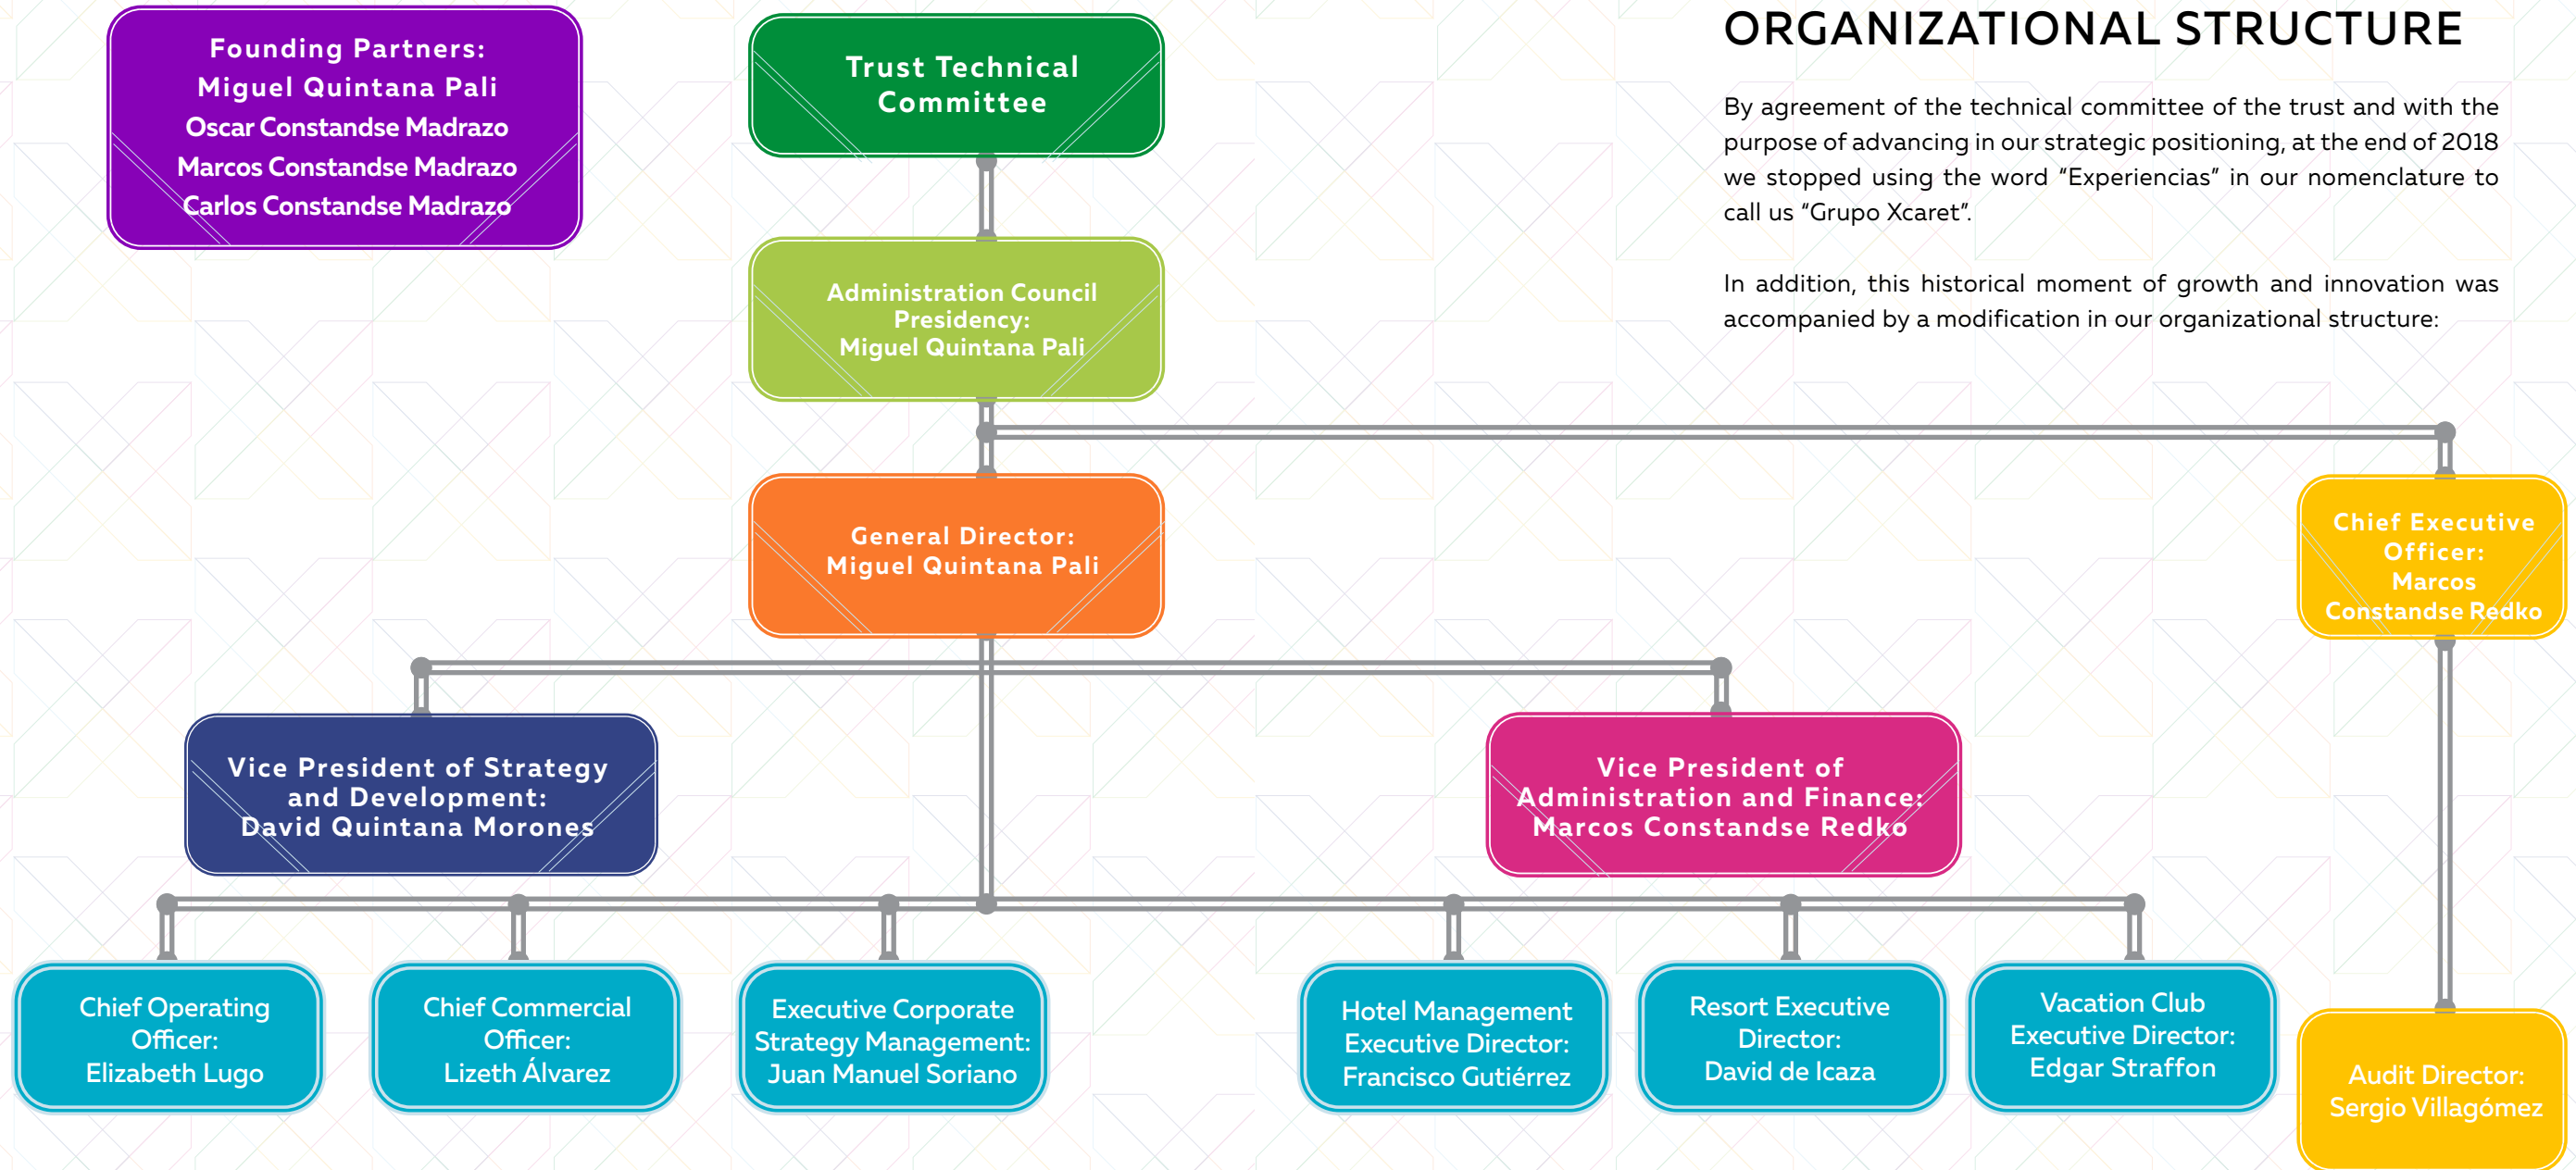 ORGANIZATIONAL STRUCTURE
By agreement of the technical committee of the trust and with the
purpose of advancing in our strategic positioning, at the end of 2018
we stopped using the word “Experiencias” in our nomenclature to
call us “Grupo Xcaret”.
In addition, this historical moment of growth and innovation was
accompanied by a modification in our organizational structure:
Founding Partners:
Miguel Quintana Pali
Oscar Constandse Madrazo
Marcos Constandse Madrazo
Carlos Constandse Madrazo
Trust Technical
Committee
Administration Council
Presidency:
Miguel Quintana Pali
General Director:
Miguel Quintana Pali
Chief Executive
Officer:
Marcos
Constandse Redko
Vice President of Strategy
and Development:
David Quintana Morones
Vice President of
Administration and Finance:
Marcos Constandse Redko
Chief Operating
Officer:
Elizabeth Lugo
Chief Commercial
Officer:
Lizeth Álvarez
Executive Corporate
Strategy Management:
Juan Manuel Soriano
Hotel Management
Executive Director:
Francisco Gutiérrez
Resort Executive
Director:
David de Icaza
Vacation Club
Executive Director:
Edgar Straffon
Audit Director:
Sergio Villagómez